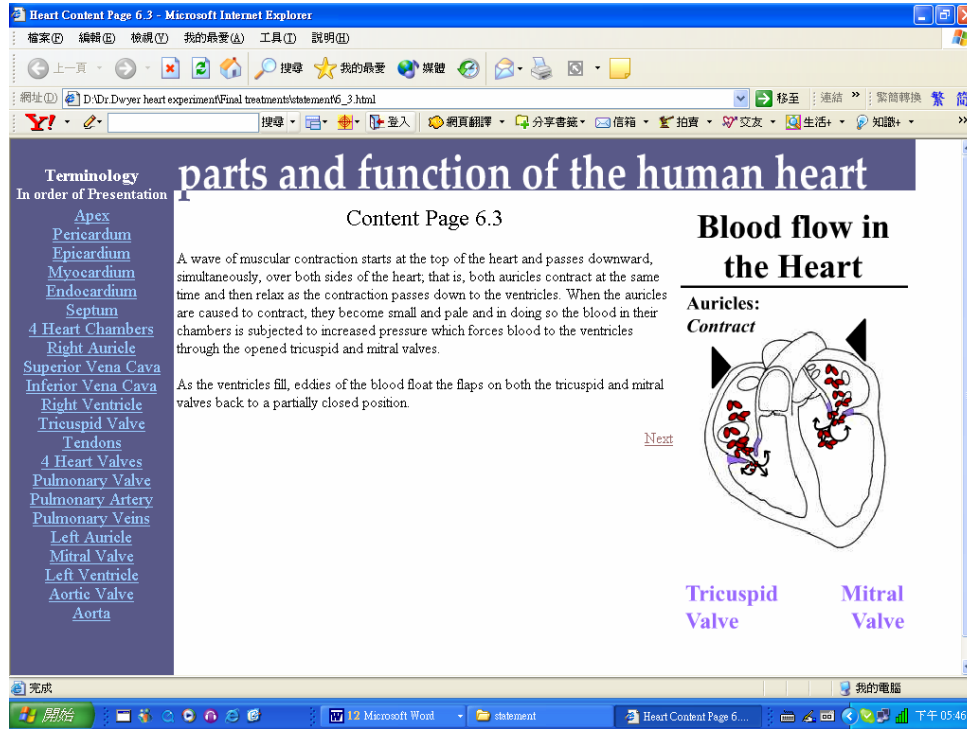 Heart Content Page 6.3 - Microsoft Internet Explorer
檔案(F) 編輯(E) 檢視(V) 我的最愛(A) 工具(T) 說明(H)
上一頁 搜尋 我的最愛 媒體
網址(D) D:\Dr.Dwyer heart experiment\Final treatments\statement\6_3.html 移至 連結 » 繁簡轉換 繁 簡
Y! 搜尋 登入 網頁翻譯 分享書籤+ 信箱 拍賣 交友 生活+ 知識+ »
parts and function of the human heart
Terminology
In order of Presentation
Apex
Pericardum
Epicardium
Myocardium
Endocardium
Septum
4 Heart Chambers
Right Auricle
Superior Vena Cava
Inferior Vena Cava
Right Ventricle
Tricuspid Valve
Tendons
4 Heart Valves
Pulmonary Valve
Pulmonary Artery
Pulmonary Veins
Left Auricle
Mitral Valve
Left Ventricle
Aortic Valve
Aorta
Content Page 6.3
A wave of muscular contraction starts at the top of the heart and passes downward,
simultaneously, over both sides of the heart; that is, both auricles contract at the same
time and then relax as the contraction passes down to the ventricles. When the auricles
are caused to contract, they become small and pale and in doing so the blood in their
chambers is subjected to increased pressure which forces blood to the ventricles
through the opened tricuspid and mitral valves.
As the ventricles fill, eddies of the blood float the flaps on both the tricuspid and mitral
valves back to a partially closed position.
Next
Blood flow in
the Heart
Auricles:
Contract
Tricuspid Mitral
Valve Valve
完成 我的電腦
開始 12 Microsoft Word statement Heart Content Page 6.... 下午 05:46